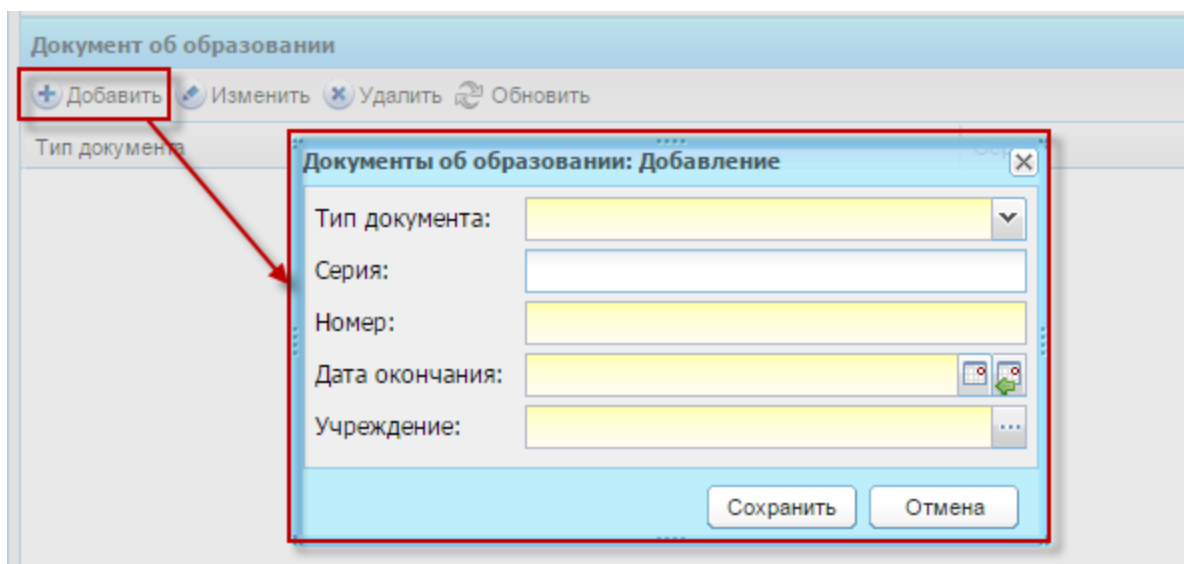 Документ об образовании
Добавить Изменить Удалить Обновить
Тип документа
Документы об образовании: Добавление
Тип документа:
Серия:
Номер:
Дата окончания:
Учреждение:
...
Сохранить Отмена